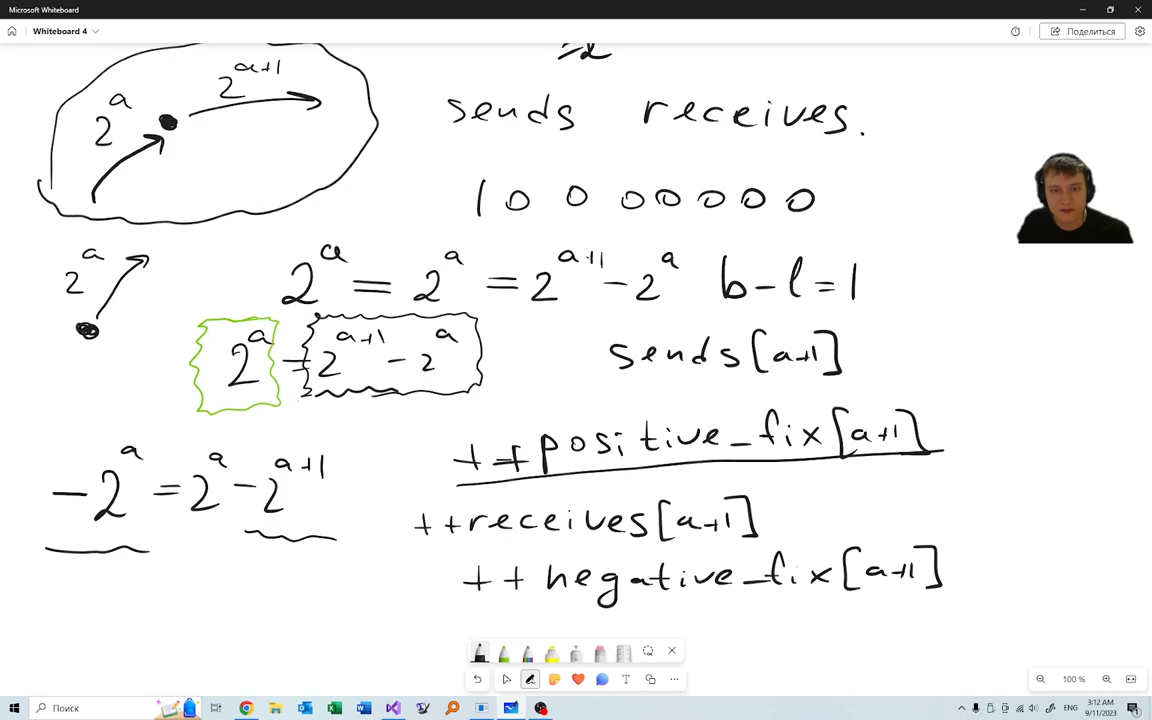 Microsoft Whiteboard
Whiteboard 4
Поделиться
2^a
2^{a+1}
sends receives.
1 0 0 0 0 0 0 0
2^a
2^a = 2^a = 2^{a+1} - 2^a b - l = 1
2^a = 2^{a+1} - 2^a
sends[a+1]
++positive_fix[a+1]
-2^a = 2^a - 2^{a+1}
++receives[a+1]
++negative_fix[a+1]
100 %
Поиск
ENG
3:12 AM
9/11/2023